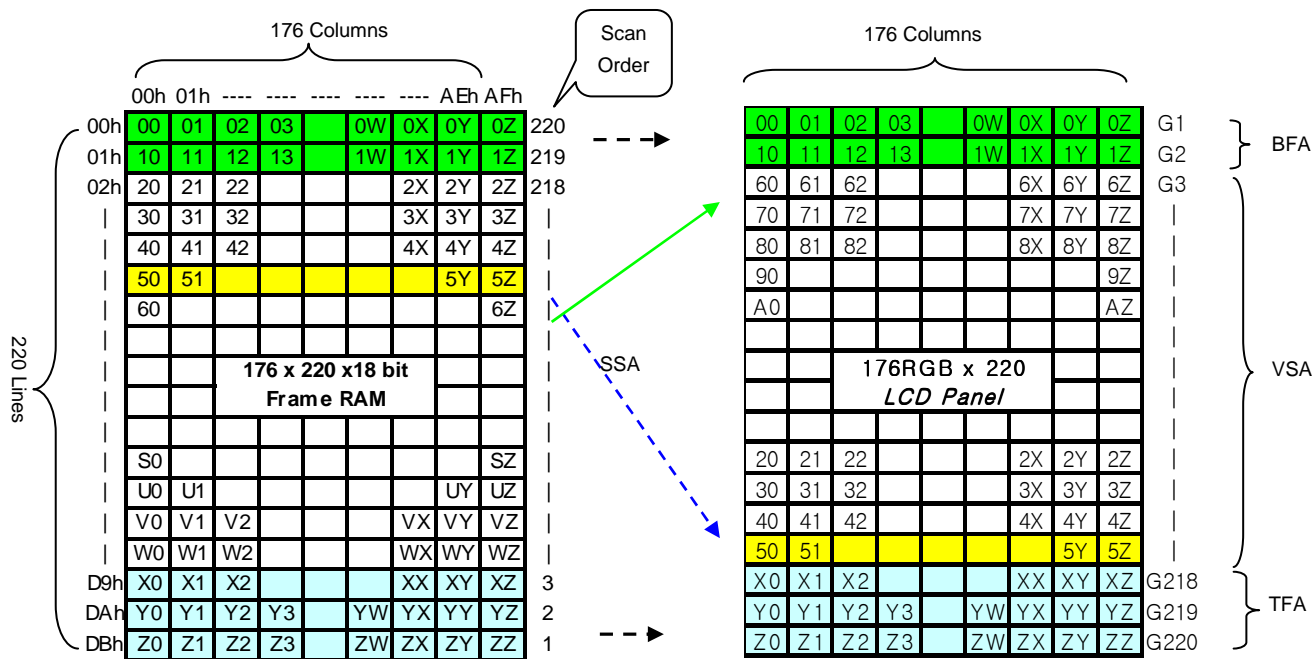 176 Columns
Scan
Order
176 Columns
00h 01h ---- ---- ---- ---- ---- AEh AFh
00h 00 01 02 03 0W 0X 0Y 0Z 220
01h 10 11 12 13 1W 1X 1Y 1Z 219
02h 20 21 22 2X 2Y 2Z 218
30 31 32 3X 3Y 3Z
40 41 42 4X 4Y 4Z
50 51 5Y 5Z
60 6Z
220 Lines
176 x 220 x18 bit
Frame RAM
S0 SZ
U0 U1 UY UZ
V0 V1 V2 VX VY VZ
W0 W1 W2 WX WY WZ
D9h X0 X1 X2 XX XY XZ 3
DAh Y0 Y1 Y2 Y3 YW YX YY YZ 2
DBh Z0 Z1 Z2 Z3 ZW ZX ZY ZZ 1
SSA
00 01 02 03 0W 0X 0Y 0Z G1
10 11 12 13 1W 1X 1Y 1Z G2
BFA
60 61 62 6X 6Y 6Z G3
70 71 72 7X 7Y 7Z
80 81 82 8X 8Y 8Z
90 9Z
A0 AZ
176RGB x 220
LCD Panel
VSA
20 21 22 2X 2Y 2Z
30 31 32 3X 3Y 3Z
40 41 42 4X 4Y 4Z
50 51 5Y 5Z
X0 X1 X2 XX XY XZ G218
Y0 Y1 Y2 Y3 YW YX YY YZ G219
Z0 Z1 Z2 Z3 ZW ZX ZY ZZ G220
TFA